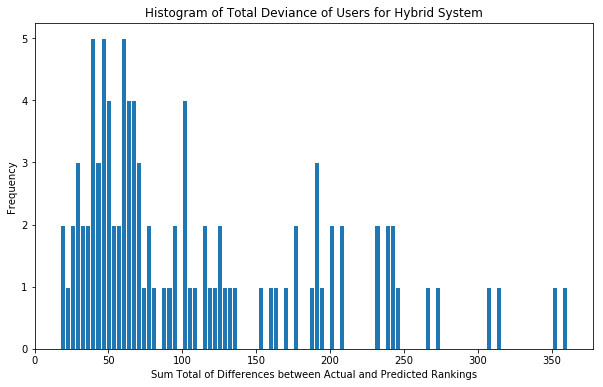 Histogram of Total Deviance of Users for Hybrid System
5
4
3
2
1
0
Frequency
0 50 100 150 200 250 300 350
Sum Total of Differences between Actual and Predicted Rankings